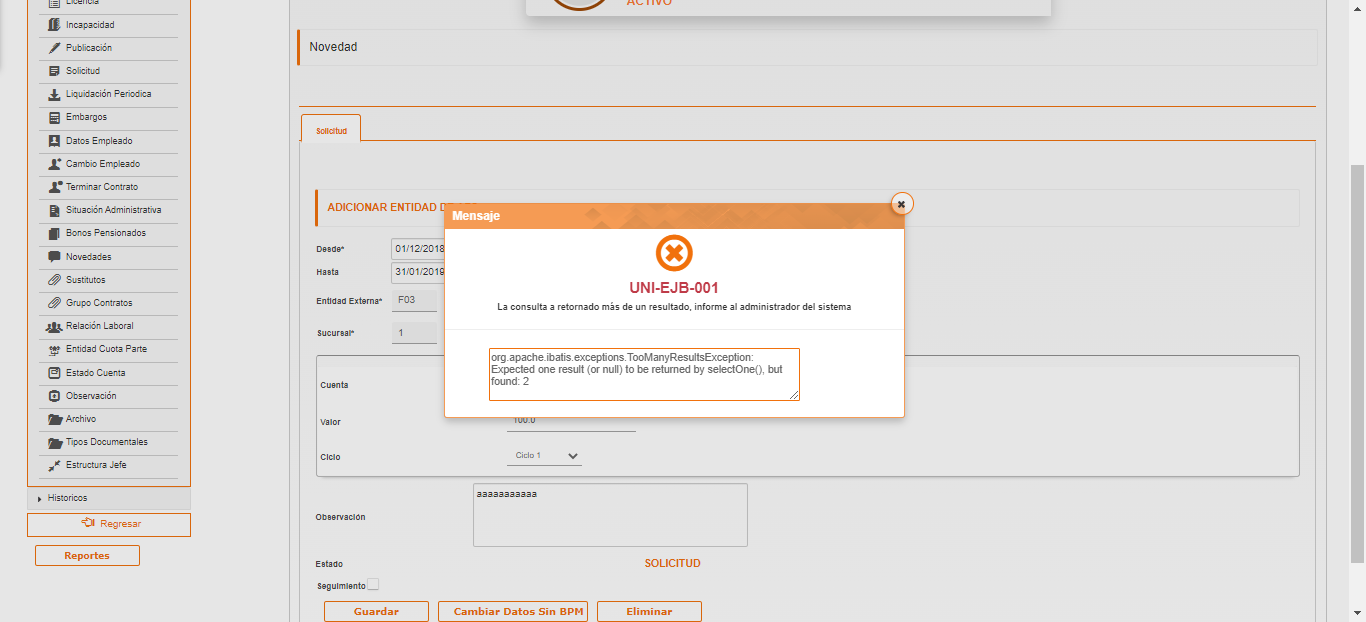 Licencia
Incapacidad
Publicación
Solicitud
Liquidación Periodica
Embargos
Datos Empleado
Cambio Empleado
Terminar Contrato
Situación Administrativa
Bonos Pensionados
Novedades
Sustitutos
Grupo Contratos
Relación Laboral
Entidad Cuota Parte
Estado Cuenta
Observación
Archivo
Tipos Documentales
Estructura Jefe
Historicos
Regresar
Reportes
ACTIVO
Novedad
Solicitud
ADICIONAR ENTIDAD
Desde* 01/12/2018
Hasta 31/01/2019
Entidad Externa* F03
Sucursal* 1
Cuenta
Valor 100.0
Ciclo Ciclo 1
Observación aaaaaaaaaaa
Estado SOLICITUD
Seguimiento
Guardar Cambiar Datos Sin BPM Eliminar
Mensaje
UNI-EJB-001
La consulta a retornado más de un resultado, informe al administrador del sistema
org.apache.ibatis.exceptions.TooManyResultsException:
Expected one result (or null) to be returned by selectOne(), but
found: 2